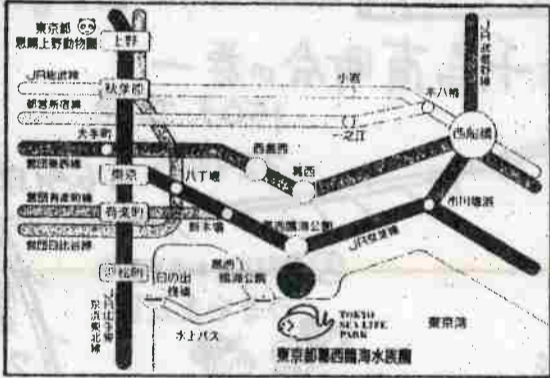 東京都
恩賜上野動物園
上野
JR総武線
秋葉原
小岩
本八幡
都営新宿線
一之江
西船橋
大手町
西葛西
葛西
営団東西線
東京
八丁堀
市川塩浜
営団有楽町線
有楽町
新木場
葛西臨海公園
JR京葉線
営団日比谷線
浜松町
日の出
桟橋
葛西
臨海公園
水上バス
京浜東北線
TOKYO
SEA LIFE
PARK
東京湾
東京都葛西臨海水族園